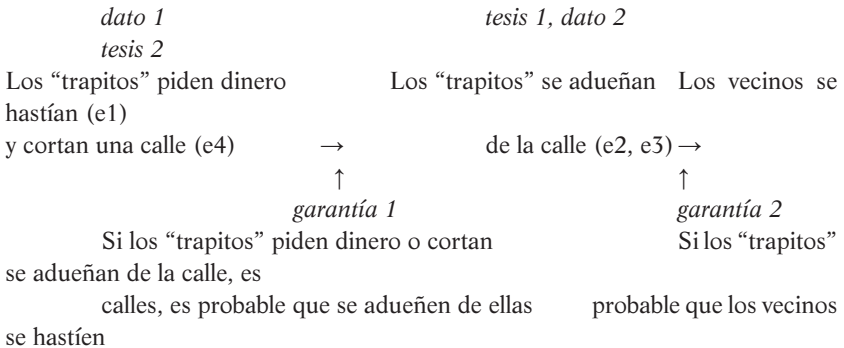 dato 1 tesis 1, dato 2
tesis 2
Los “trapitos” piden dinero Los “trapitos” se adueñan Los vecinos se
hastían (e1)
y cortan una calle (e4) → de la calle (e2, e3) →
↑ ↑
garantía 1 garantía 2
Si los “trapitos” piden dinero o cortan Si los “trapitos”
se adueñan de la calle, es
calles, es probable que se adueñen de ellas probable que los vecinos
se hastíen